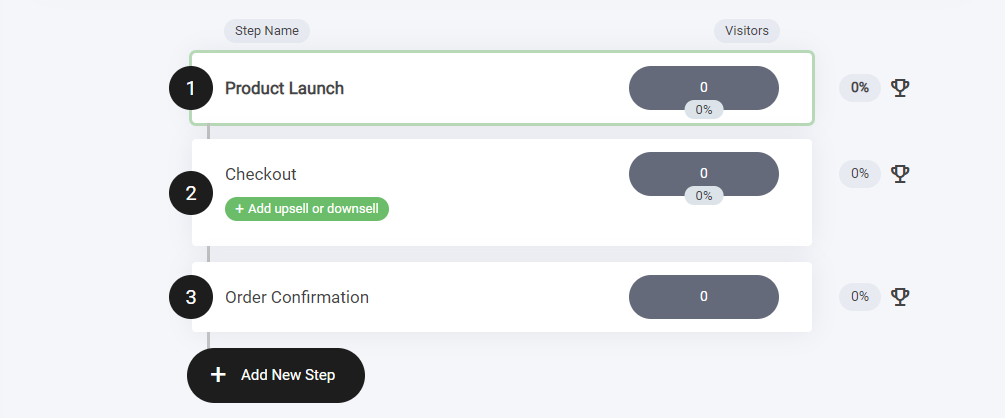 Step Name Visitors
1 Product Launch 0 0% 0%
2 Checkout 0 0% 0%
+ Add upsell or downsell
3 Order Confirmation 0 0%
+ Add New Step